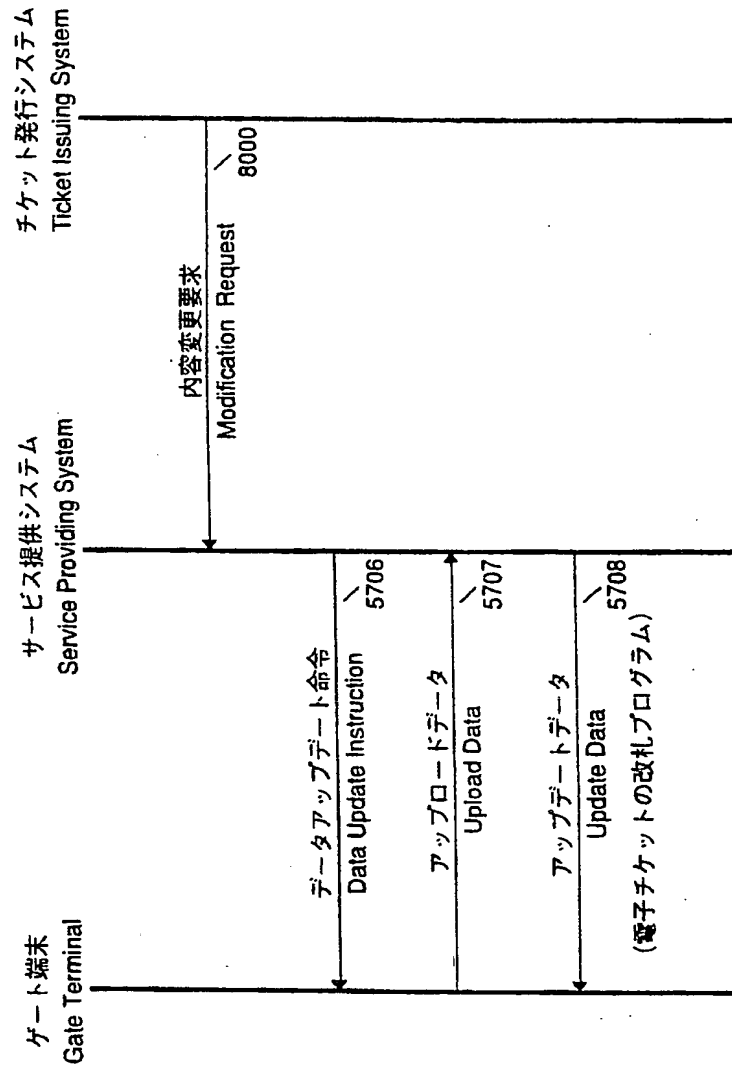 ゲート端末
Gate Terminal
サービス提供システム
Service Providing System
チケット発行システム
Ticket Issuing System
内容変更要求
Modification Request
8000
データアップデート命令
Data Update Instruction
5706
アップロードデータ
Upload Data
5707
アップデートデータ
Update Data
5708
(電子チケットの改札プログラム)